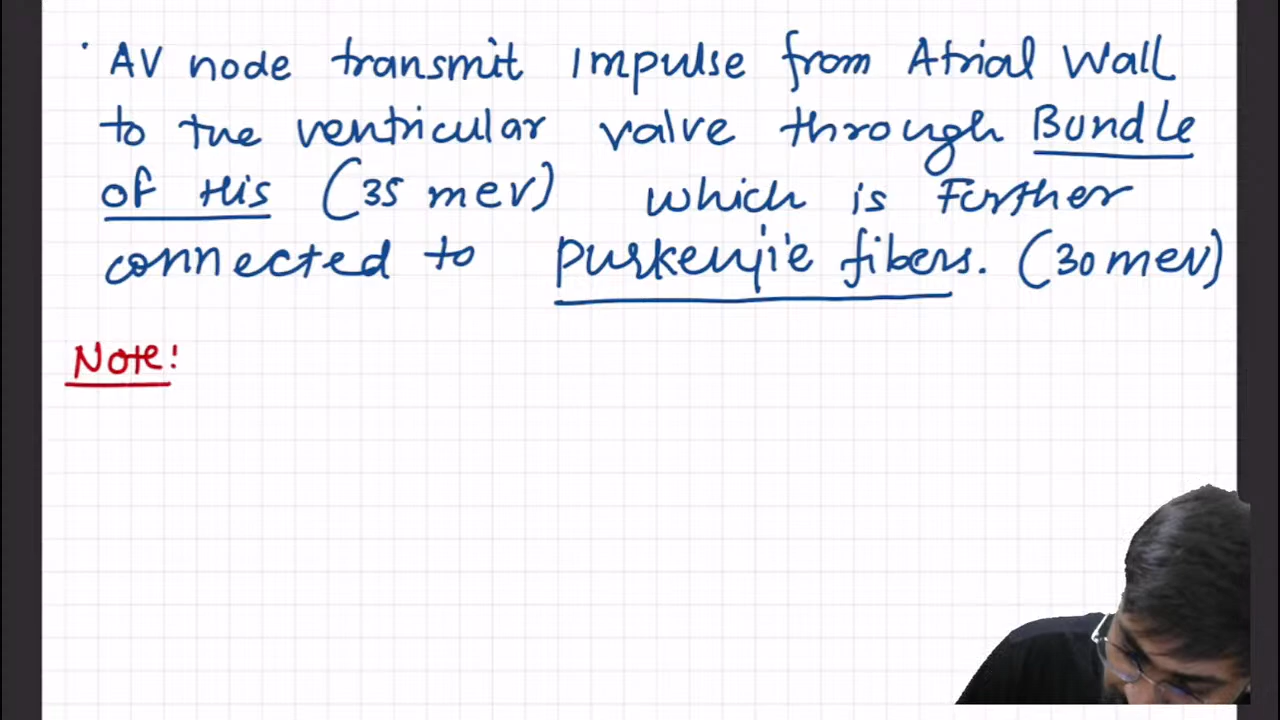 · AV node transmit Impulse from Atrial Wall
to the ventricular valve through Bundle
of His (35 mev) which is Further
connected to purkenjie fibers. (30 mev)
Note: